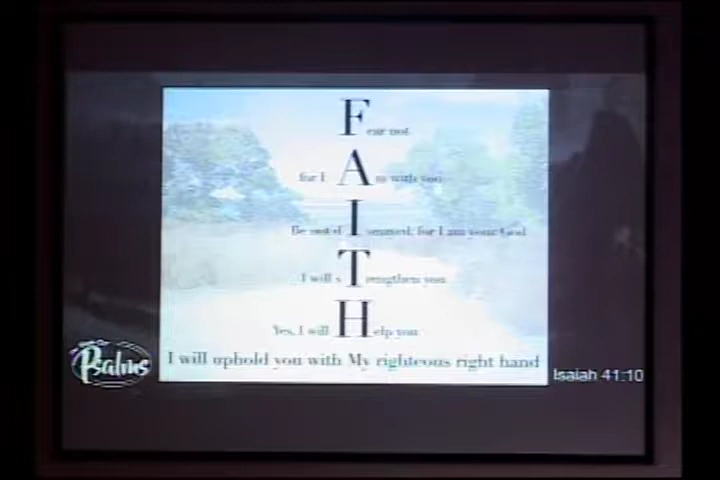 Fear not
for I Am with you
Be not dIsmayed, for I am your God
I will sTrengthen you
Yes, I will Help you
I will uphold you with My righteous right hand
Psalms
Isaiah 41:10